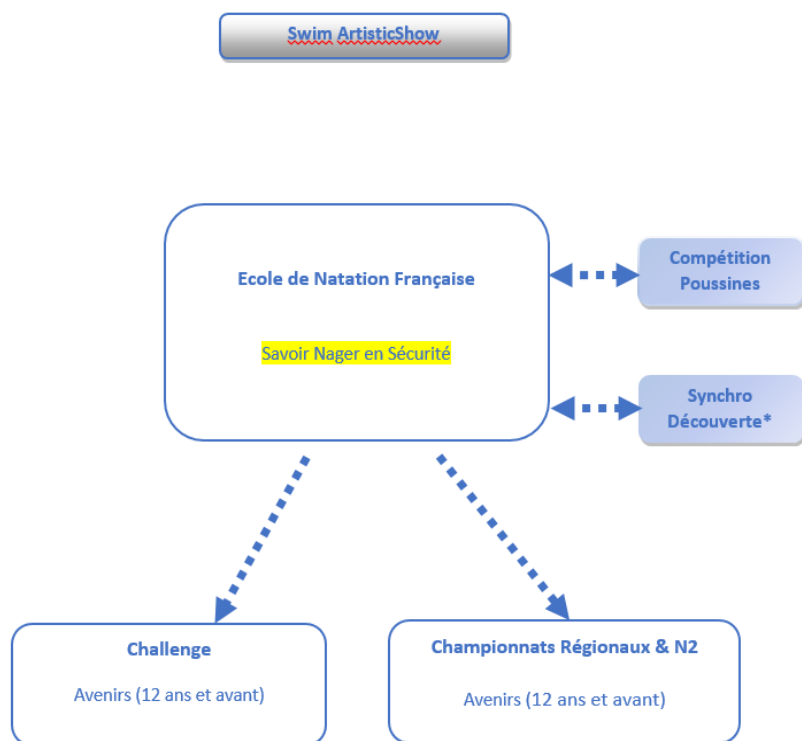 Swim ArtisticShow
Ecole de Natation Française
Savoir Nager en Sécurité
Compétition
Poussines
Synchro
Découverte*
Challenge
Avenirs (12 ans et avant)
Championnats Régionaux & N2
Avenirs (12 ans et avant)